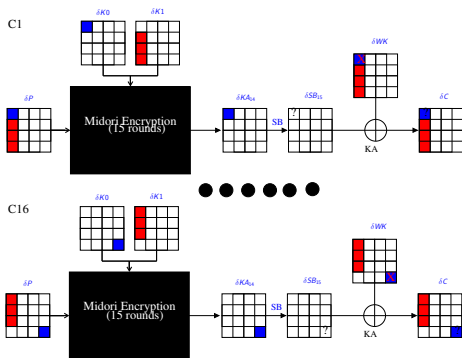 C1
δK0
δK1
δWK
δP
δKA₁₄
δSB₁₅
δC
X
?
Midori Encryption
(15 rounds)
SB
KA
C16
δK0
δK1
δWK
δP
δKA₁₄
δSB₁₅
δC
X
Midori Encryption
(15 rounds)
SB
?
?
KA